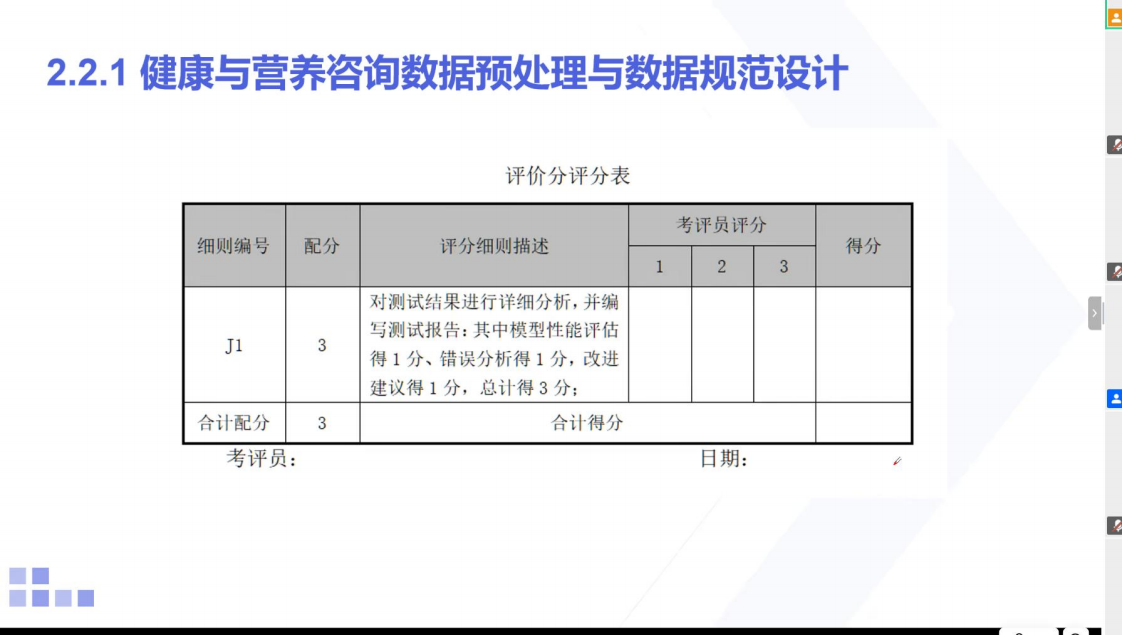 2.2.1 健康与营养咨询数据预处理与数据规范设计
评价分评分表
细则编号 配分 评分细则描述 考评员评分 得分
1 2 3
J1 3 对测试结果进行详细分析，并编
写测试报告：其中模型性能评估
得 1 分、错误分析得 1 分，改进
建议得 1 分，总计得 3 分；
合计配分 3 合计得分
考评员： 日期：